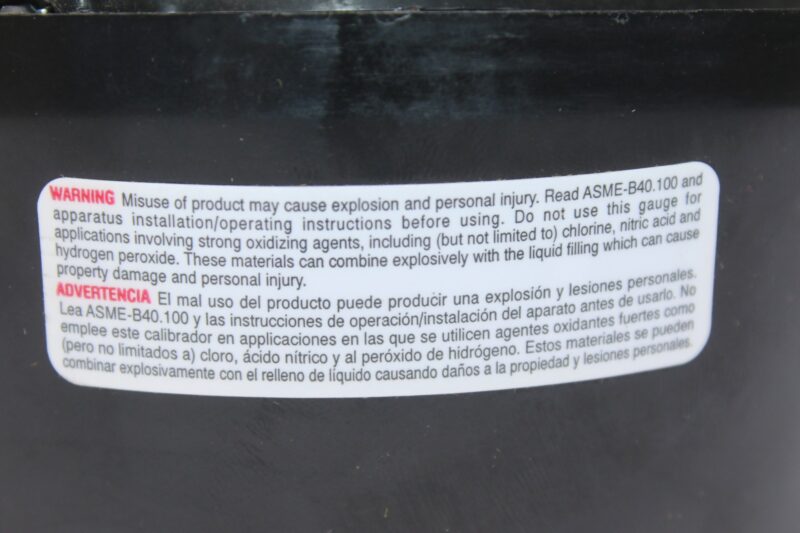 WARNING Misuse of product may cause explosion and personal injury. Read ASME-B40.100 and
apparatus installation/operating instructions before using. Do not use this gauge for
applications involving strong oxidizing agents, including (but not limited to) chlorine, nitric acid and
hydrogen peroxide. These materials can combine explosively with the liquid filling which can cause
property damage and personal injury.
ADVERTENCIA El mal uso del producto puede producir una explosión y lesiones personales.
Lea ASME-B40.100 y las instrucciones de operación/instalación del aparato antes de usarlo. No
emplee este calibrador en applicaciones en las que se utilicen agentes oxidantes fuertes como
(pero no limitados a) cloro, ácido nítrico y al peróxido de hidrógeno. Estos materiales se pueden
combinar explosivamente con el relleno de líquido causando daños a la propiedad y lesiones personales.